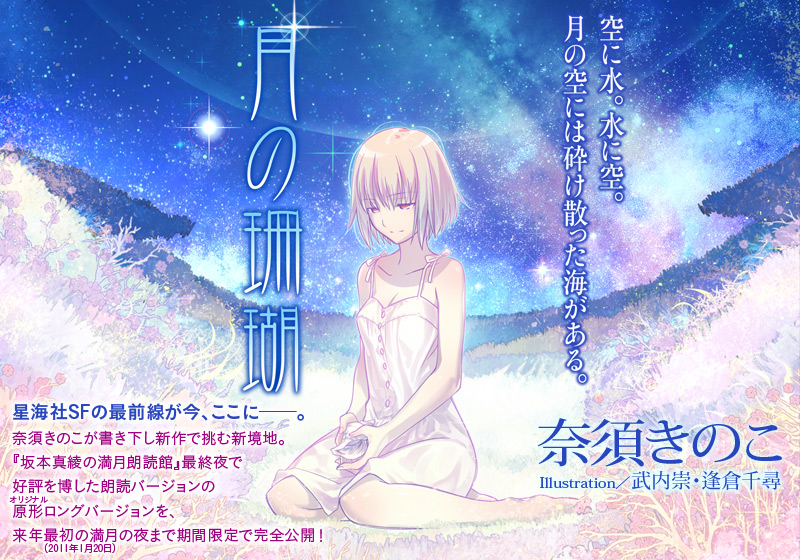 空に水。水に空。
月の空には砕け散った海がある。
月の珊瑚
奈須きのこ
Illustration／武内崇・逢倉千尋
星海社SFの最前線が今、ここに──。
奈須きのこが書き下し新作で挑む新境地。
『坂本真綾の満月朗読館』最終夜で
好評を博した朗読バージョンの
オリジナル
原形ロングバージョンを、
来年最初の満月の夜まで期間限定で完全公開！
(2011年1月20日)